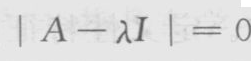 | A − λI | = 0